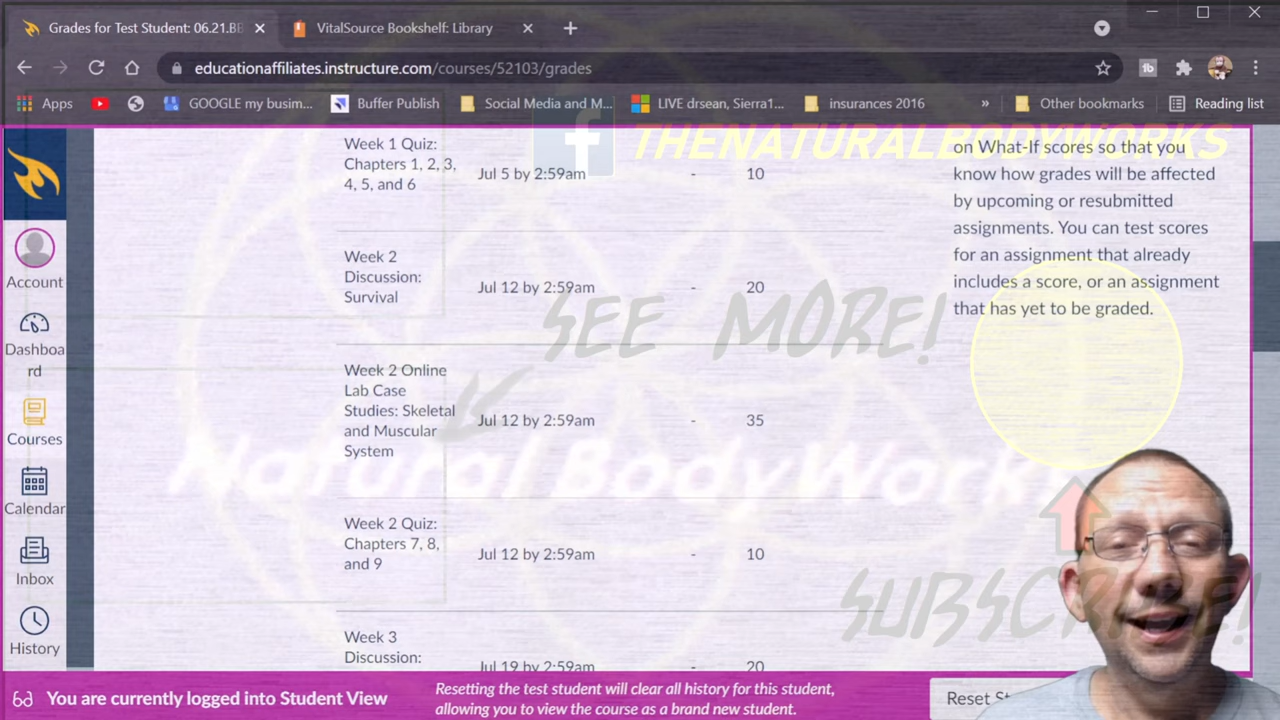 Grades for Test Student: 06.21.BE
VitalSource Bookshelf: Library
educationaffiliates.instructure.com/courses/52103/grades
Apps
GOOGLE my busim...
Buffer Publish
Social Media and M...
LIVE drsean, Sierra1...
insurances 2016
»
Other bookmarks
Reading list
THENATURALBODYWORKS
Account
Dashboa
rd
Courses
Calendar
Inbox
History
Week 1 Quiz:
Chapters 1, 2, 3,
4, 5, and 6
Jul 5 by 2:59am - 10
Week 2
Discussion:
Survival
Jul 12 by 2:59am - 20
Week 2 Online
Lab Case
Studies: Skeletal
and Muscular
System
Jul 12 by 2:59am - 35
Week 2 Quiz:
Chapters 7, 8,
and 9
Jul 12 by 2:59am - 10
Week 3
Discussion:
Jul 19 by 2:59am - 20
on What-If scores so that you
know how grades will be affected
by upcoming or resubmitted
assignments. You can test scores
for an assignment that already
includes a score, or an assignment
that has yet to be graded.
SEE MORE!
Natural BodyWork
SUBSCRIBE!
You are currently logged into Student View
Resetting the test student will clear all history for this student,
allowing you to view the course as a brand new student.
Reset St